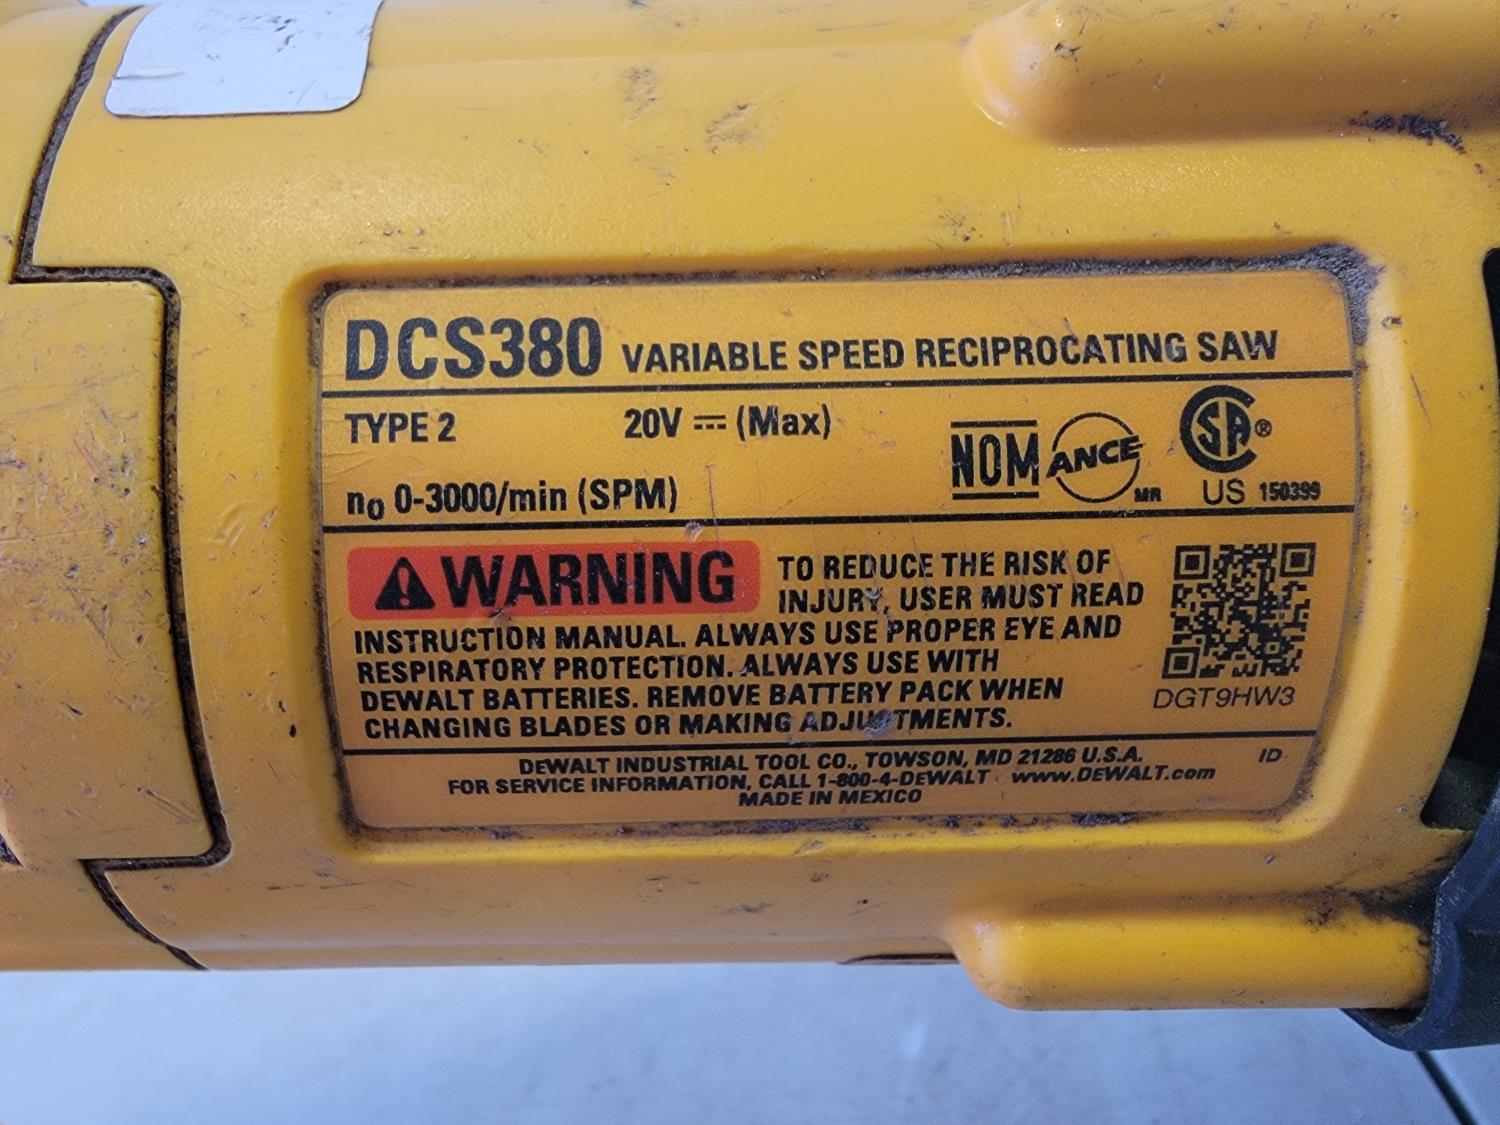 DCS380 VARIABLE SPEED RECIPROCATING SAW
TYPE 2 20V ⎓ (Max)
NOM ANCE MR CSA® US 150399
n0 0-3000/min (SPM)
⚠WARNING TO REDUCE THE RISK OF
INJURY, USER MUST READ
INSTRUCTION MANUAL. ALWAYS USE PROPER EYE AND
RESPIRATORY PROTECTION. ALWAYS USE WITH
DEWALT BATTERIES. REMOVE BATTERY PACK WHEN
CHANGING BLADES OR MAKING ADJUSTMENTS.
DGT9HW3
DEWALT INDUSTRIAL TOOL CO., TOWSON, MD 21286 U.S.A. ID
FOR SERVICE INFORMATION, CALL 1-800-4-DEWALT www.DEWALT.com
MADE IN MEXICO